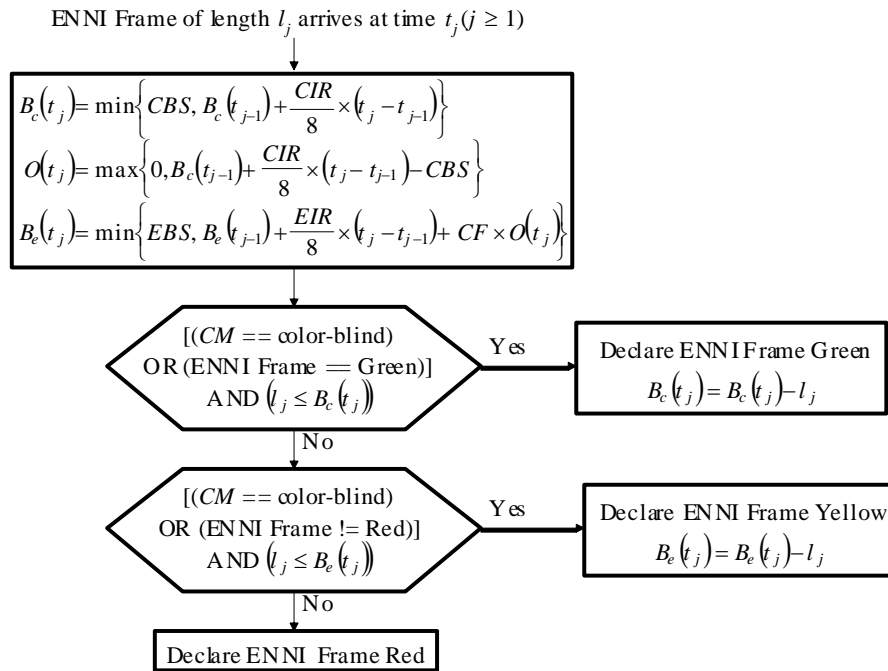 ENNI Frame of length l_j arrives at time t_j (j ≥ 1)
B_c(t_j) = min{CBS, B_c(t_{j-1}) + CIR/8 × (t_j − t_{j-1})}
O(t_j) = max{0, B_c(t_{j-1}) + CIR/8 × (t_j − t_{j-1}) − CBS}
B_e(t_j) = min{EBS, B_e(t_{j-1}) + EIR/8 × (t_j − t_{j-1}) + CF × O(t_j)}
[(CM == color-blind)
OR (ENNI Frame == Green)]
AND (l_j ≤ B_c(t_j))
Yes
Declare ENNI Frame Green
B_c(t_j) = B_c(t_j) − l_j
No
[(CM == color-blind)
OR (ENNI Frame != Red)]
AND (l_j ≤ B_e(t_j))
Yes
Declare ENNI Frame Yellow
B_e(t_j) = B_e(t_j) − l_j
No
Declare ENNI Frame Red